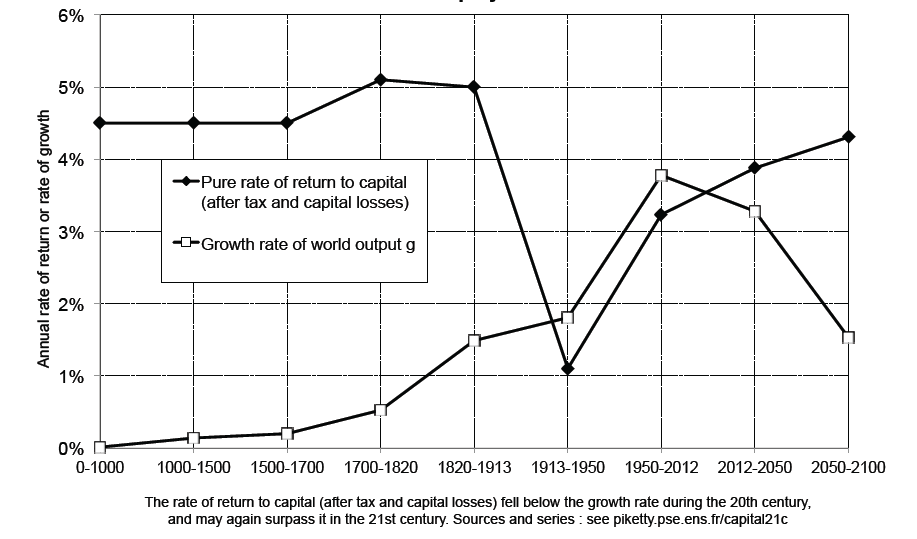 6%
5%
4%
3%
2%
1%
0%
Annual rate of return or rate of growth
Pure rate of return to capital
(after tax and capital losses)
Growth rate of world output g
0-1000 1000-1500 1500-1700 1700-1820 1820-1913 1913-1950 1950-2012 2012-2050 2050-2100
The rate of return to capital (after tax and capital losses) fell below the growth rate during the 20th century,
and may again surpass it in the 21st century. Sources and series : see piketty.pse.ens.fr/capital21c